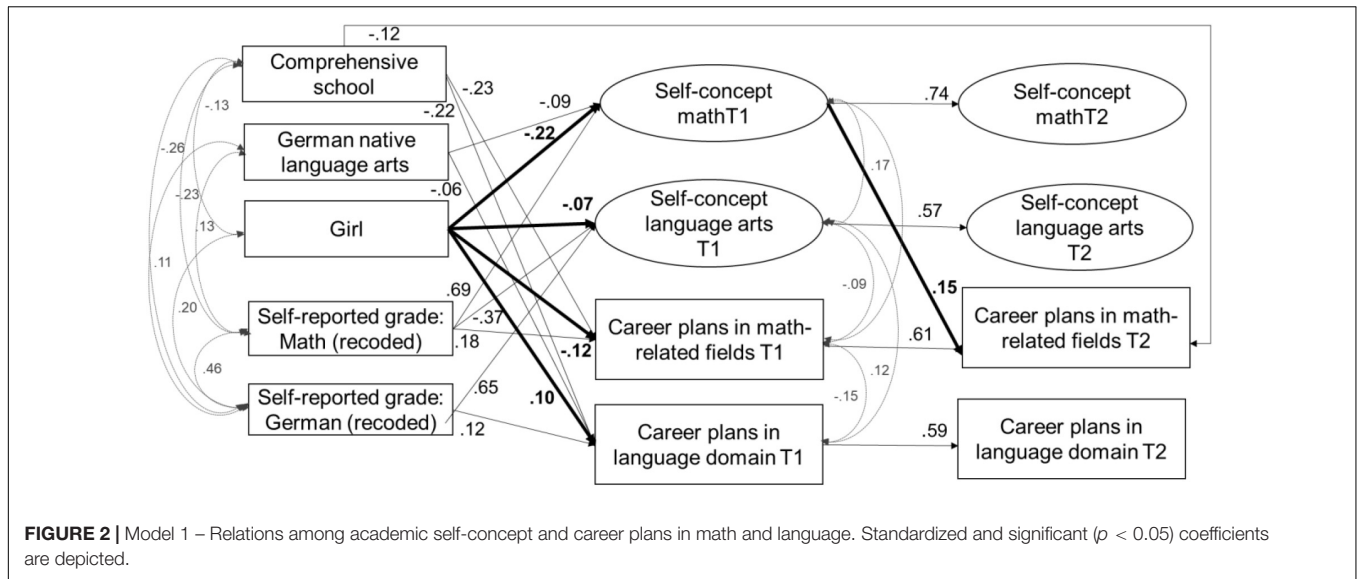 -.12
Comprehensive
school
-.23
-.13
-.22
-.09
Self-concept
mathT1
.74
Self-concept
mathT2
-.26
German native
language arts
-.22
.17
-.06
-.23
-.07
Self-concept
language arts
T1
.57
Self-concept
language arts
T2
Girl
.13
.11
.69
-.09
.15
.20
Self-reported grade:
Math (recoded)
-.37
.18
-.12
Career plans in math-
related fields T1
.61
Career plans in math-
related fields T2
.46
.12
.65
-.15
Self-reported grade:
German (recoded)
.10
.12
Career plans in
language domain T1
.59
Career plans in
language domain T2
FIGURE 2 | Model 1 – Relations among academic self-concept and career plans in math and language. Standardized and significant (p < 0.05) coefficients
are depicted.